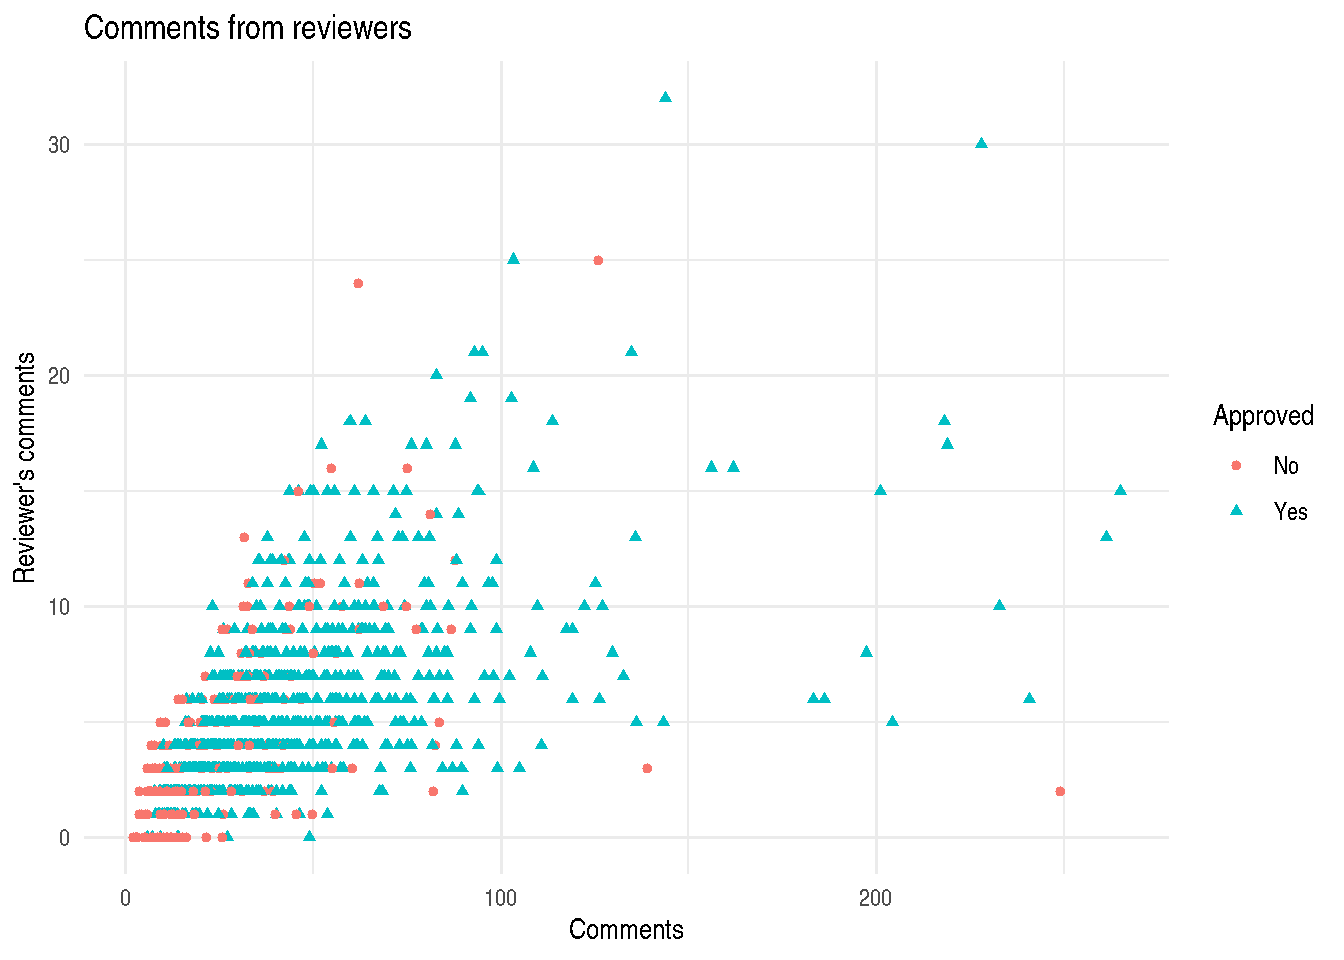 Comments from reviewers
30
20
10
0
Reviewer's comments
0
100
200
Comments
Approved
No
Yes